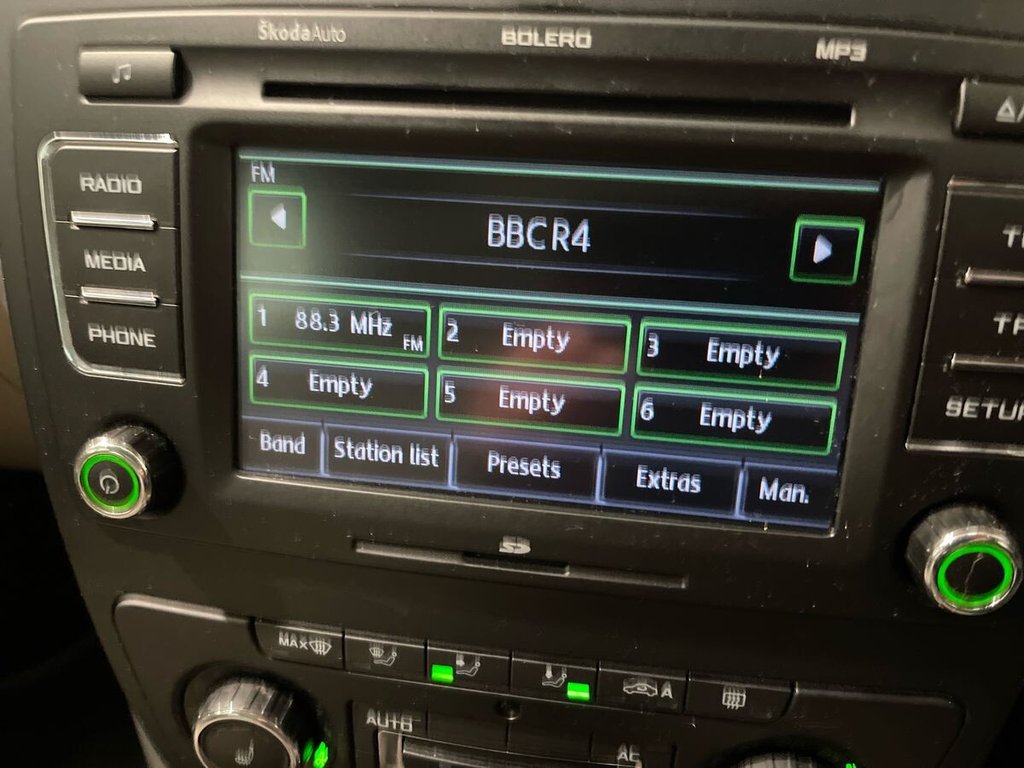 ŠkodaAuto BOLERO MP3
RADIO
MEDIA
PHONE
FM
BBC R4
1 88.3 MHz FM 2 Empty 3 Empty
4 Empty 5 Empty 6 Empty
Band Station list Presets Extras Man.
SETUP
MAX
A
AUTO